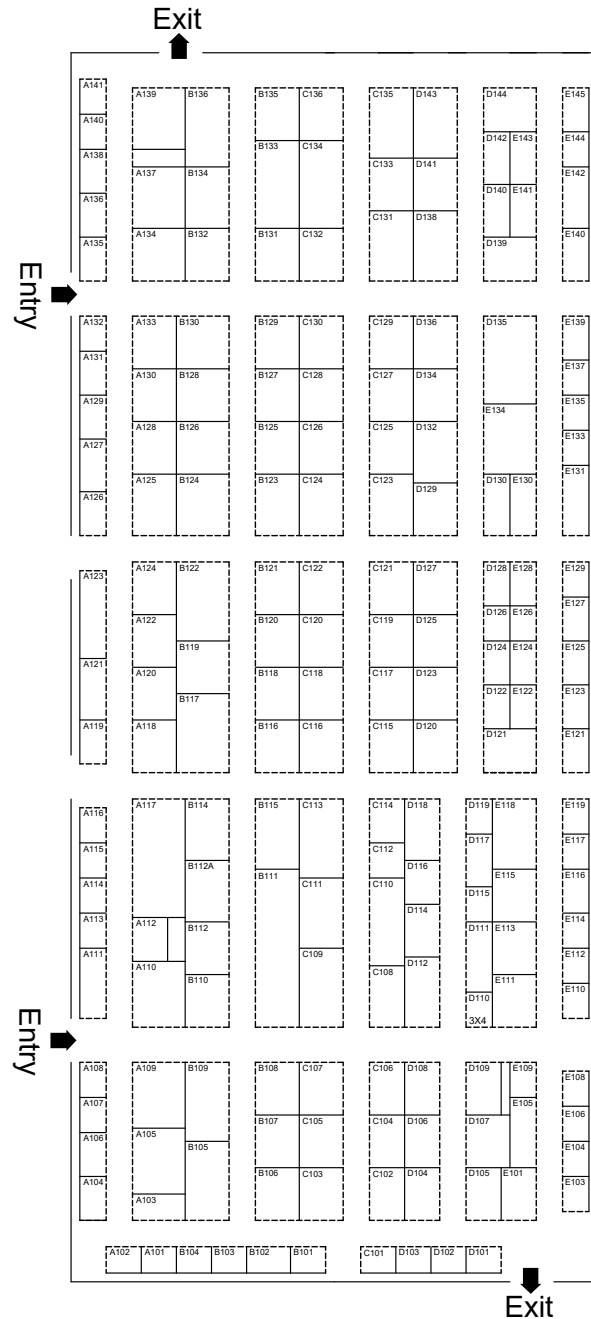 Exit
A141
A140
A138
A136
A135
A139 B136
A137 B134
A134 B132
B135 C136
B133 C134
B131 C132
C135 D143
C133 D141
C131 D138
D144
D142 E143
D140 E141
D139
E145
E144
E142
E140
Entry
A132
A131
A129
A127
A126
A133 B130
A130 B128
A128 B126
A125 B124
B129 C130
B127 C128
B125 C126
B123 C124
C129 D136
C127 D134
C125 D132
C123
D129
D135
E134
D130 E130
E139
E137
E135
E133
E131
A123
A121
A119
A124 B122
A122
B119
A120
B117
A118
B121 C122
B120 C120
B118 C118
B116 C116
C121 D127
C119 D125
C117 D123
C115 D120
D128 E128
D126 E126
D124 E124
D122 E122
D121
E129
E127
E125
E123
E121
A116
A115
A114
A113
A111
A117 B114
B112A
A112 B112
A110
B110
B115 C113
B111
C111
C109
C114 D118
C112
D116
C110
D114
D112
C108
D119 E118
D117
E115
D115
D111 E113
E111
D110
3X4
E119
E117
E116
E114
E112
E110
Entry
A108
A107
A106
A104
A109 B109
A105
B105
A103
B108 C107
B107 C105
B106 C103
C106 D108
C104 D106
C102 D104
D109 E109
E105
D107
D105 E101
E108
E106
E104
E103
A102 A101 B104 B103 B102 B101
C101 D103 D102 D101
Exit